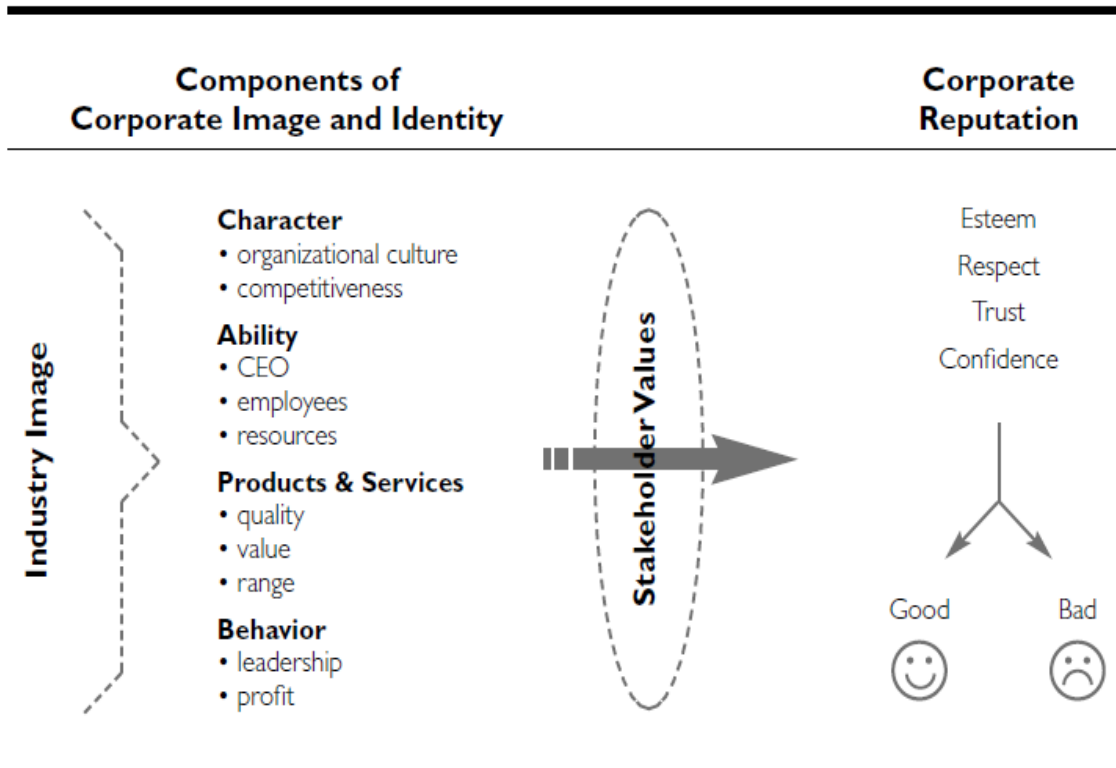 Components of
Corporate Image and Identity
Corporate
Reputation
Industry Image
Character
• organizational culture
• competitiveness
Ability
• CEO
• employees
• resources
Products & Services
• quality
• value
• range
Behavior
• leadership
• profit
Stakeholder Values
Esteem
Respect
Trust
Confidence
Good
Bad